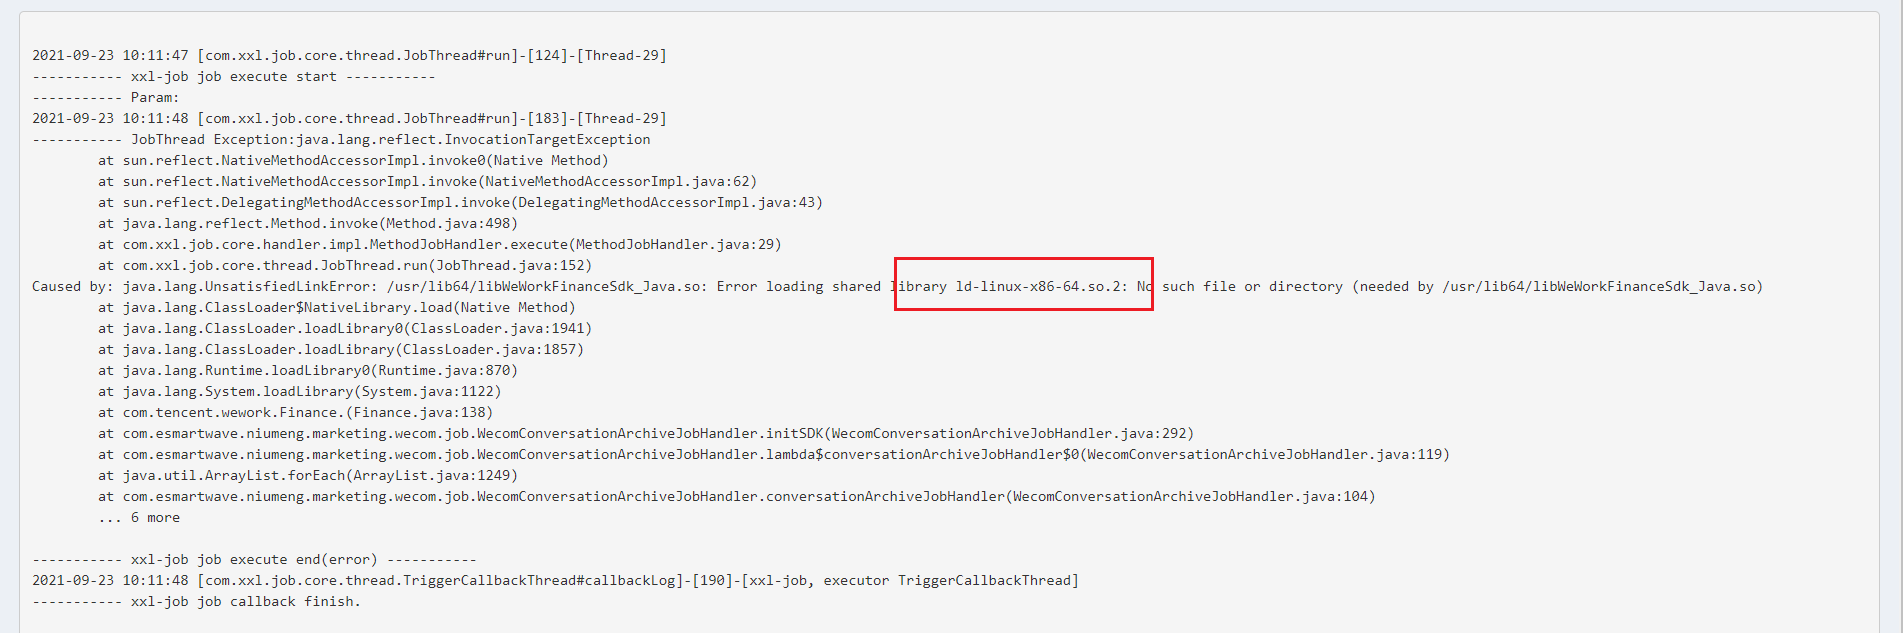 2021-09-23 10:11:47 [com.xxl.job.core.thread.JobThread#run]-[124]-[Thread-29]
----------- xxl-job job execute start -----------
----------- Param:
2021-09-23 10:11:48 [com.xxl.job.core.thread.JobThread#run]-[183]-[Thread-29]
----------- JobThread Exception:java.lang.reflect.InvocationTargetException
at sun.reflect.NativeMethodAccessorImpl.invoke0(Native Method)
at sun.reflect.NativeMethodAccessorImpl.invoke(NativeMethodAccessorImpl.java:62)
at sun.reflect.DelegatingMethodAccessorImpl.invoke(DelegatingMethodAccessorImpl.java:43)
at java.lang.reflect.Method.invoke(Method.java:498)
at com.xxl.job.core.handler.impl.MethodJobHandler.execute(MethodJobHandler.java:29)
at com.xxl.job.core.thread.JobThread.run(JobThread.java:152)
Caused by: java.lang.UnsatisfiedLinkError: /usr/lib64/libWeWorkFinanceSdk_Java.so: Error loading shared library ld-linux-x86-64.so.2: No such file or directory (needed by /usr/lib64/libWeWorkFinanceSdk_Java.so)
at java.lang.ClassLoader$NativeLibrary.load(Native Method)
at java.lang.ClassLoader.loadLibrary0(ClassLoader.java:1941)
at java.lang.ClassLoader.loadLibrary(ClassLoader.java:1857)
at java.lang.Runtime.loadLibrary0(Runtime.java:870)
at java.lang.System.loadLibrary(System.java:1122)
at com.tencent.wework.Finance.(Finance.java:138)
at com.esmartwave.niumeng.marketing.wecom.job.WecomConversationArchiveJobHandler.initSDK(WecomConversationArchiveJobHandler.java:292)
at com.esmartwave.niumeng.marketing.wecom.job.WecomConversationArchiveJobHandler.lambda$conversationArchiveJobHandler$0(WecomConversationArchiveJobHandler.java:119)
at java.util.ArrayList.forEach(ArrayList.java:1249)
at com.esmartwave.niumeng.marketing.wecom.job.WecomConversationArchiveJobHandler.conversationArchiveJobHandler(WecomConversationArchiveJobHandler.java:104)
... 6 more
----------- xxl-job job execute end(error) -----------
2021-09-23 10:11:48 [com.xxl.job.core.thread.TriggerCallbackThread#callbackLog]-[190]-[xxl-job, executor TriggerCallbackThread]
----------- xxl-job job callback finish.